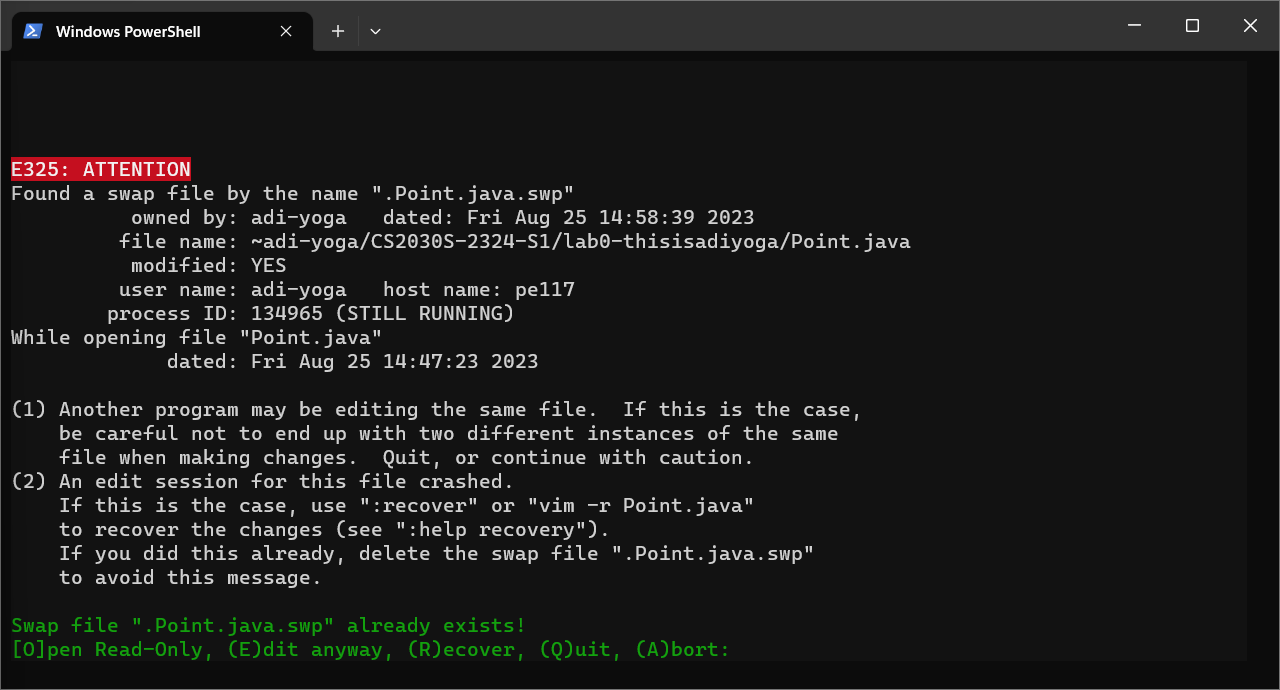 Windows PowerShell
E325: ATTENTION
Found a swap file by the name ".Point.java.swp"
          owned by: adi-yoga   dated: Fri Aug 25 14:58:39 2023
         file name: ~adi-yoga/CS2030S-2324-S1/lab0-thisisadiyoga/Point.java
          modified: YES
         user name: adi-yoga   host name: pe117
        process ID: 134965 (STILL RUNNING)
While opening file "Point.java"
             dated: Fri Aug 25 14:47:23 2023
(1) Another program may be editing the same file.  If this is the case,
    be careful not to end up with two different instances of the same
    file when making changes.  Quit, or continue with caution.
(2) An edit session for this file crashed.
    If this is the case, use ":recover" or "vim -r Point.java"
    to recover the changes (see ":help recovery").
    If you did this already, delete the swap file ".Point.java.swp"
    to avoid this message.
Swap file ".Point.java.swp" already exists!
[O]pen Read-Only, (E)dit anyway, (R)ecover, (Q)uit, (A)bort: